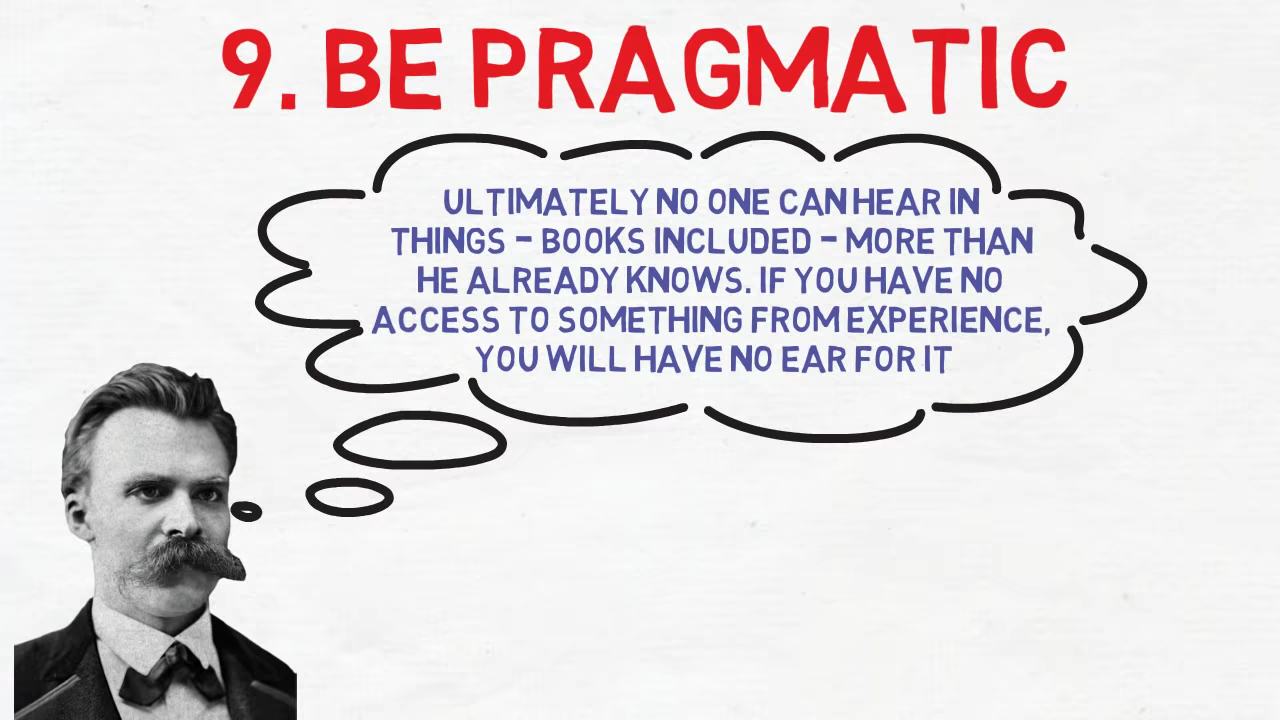 9. BE PRAGMATIC
ULTIMATELY NO ONE CAN HEAR IN
THINGS - BOOKS INCLUDED - MORE THAN
HE ALREADY KNOWS. IF YOU HAVE NO
ACCESS TO SOMETHING FROM EXPERIENCE,
YOU WILL HAVE NO EAR FOR IT